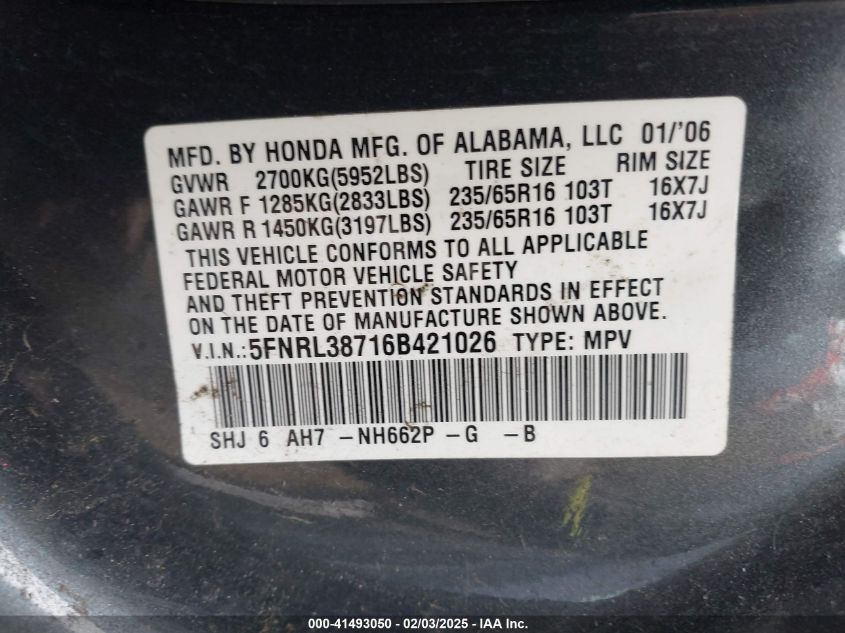 MFD. BY HONDA MFG. OF ALABAMA, LLC 01/'06
GVWR 2700KG(5952LBS) TIRE SIZE RIM SIZE
GAWR F 1285KG(2833LBS) 235/65R16 103T 16X7J
GAWR R 1450KG(3197LBS) 235/65R16 103T 16X7J
THIS VEHICLE CONFORMS TO ALL APPLICABLE
FEDERAL MOTOR VEHICLE SAFETY
AND THEFT PREVENTION STANDARDS IN EFFECT
ON THE DATE OF MANUFACTURE SHOWN ABOVE.
V.I.N.:5FNRL38716B421026 TYPE: MPV
SHJ 6 AH7 -NH662P -G -B
000-41493050 - 02/03/2025 - IAA Inc.